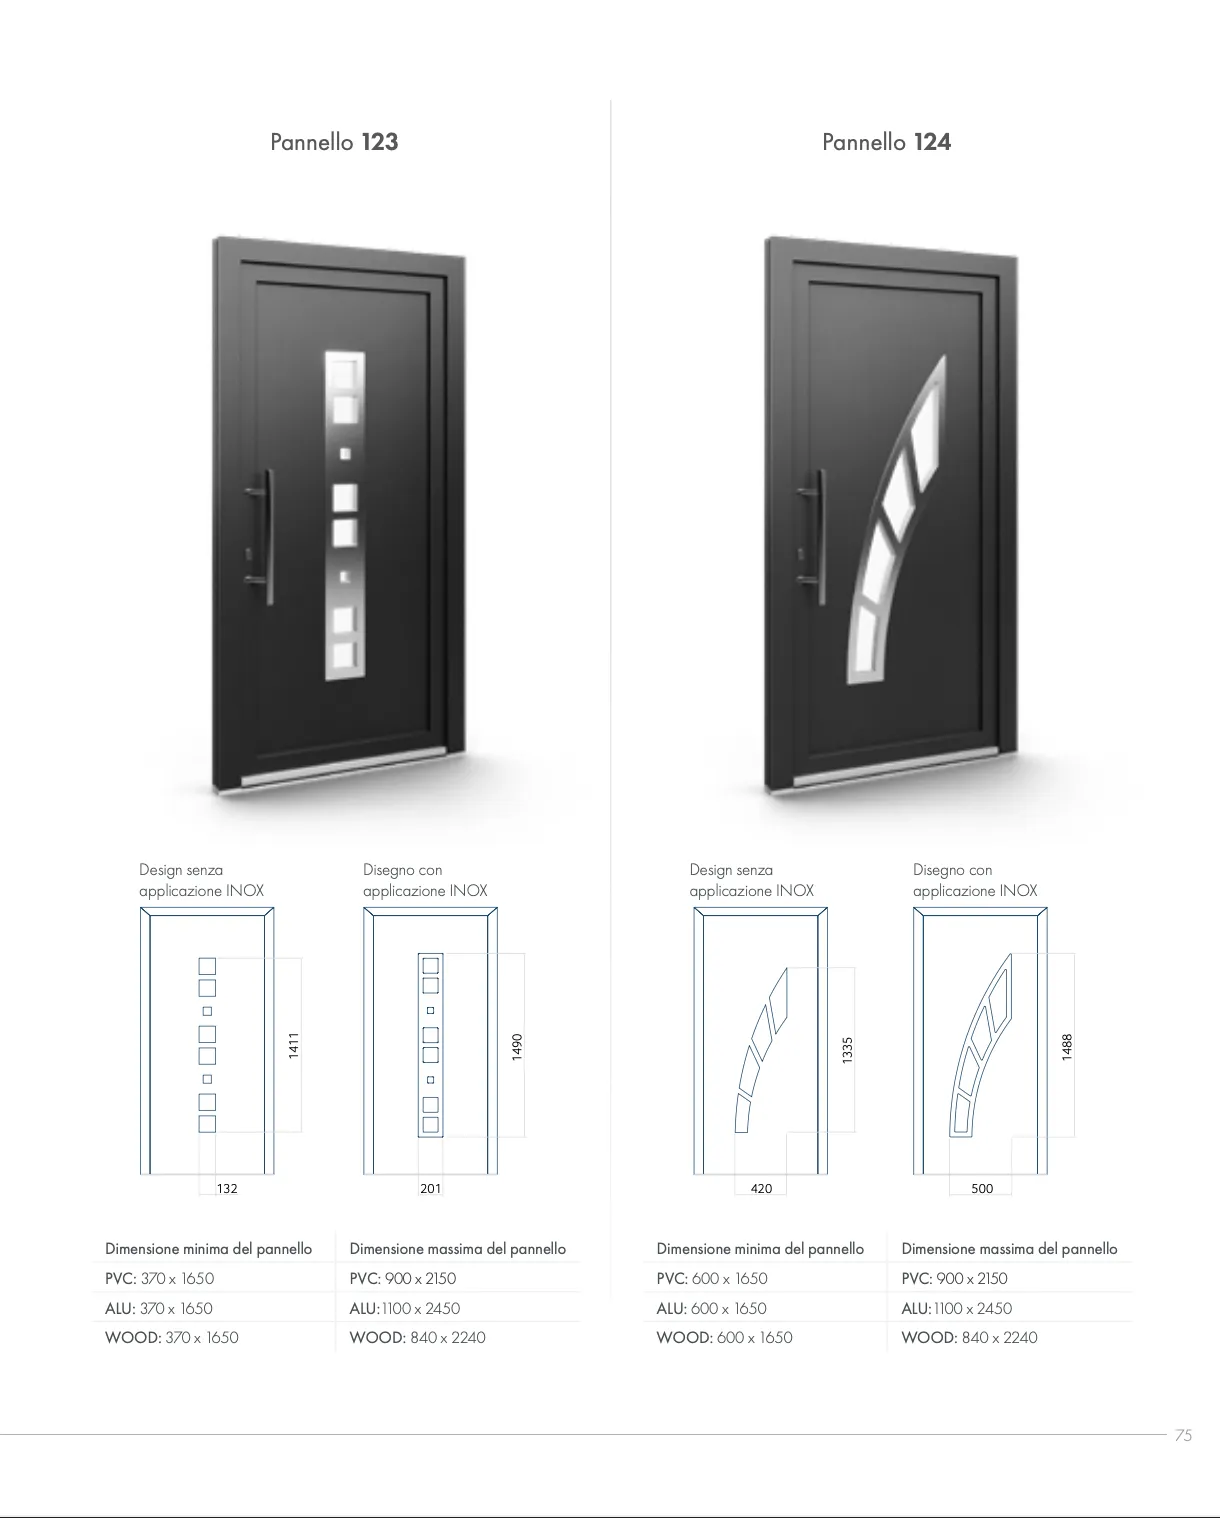 Pannello 123
Design senza
applicazione INOX
Disegno con
applicazione INOX
1411
1490
132
201
Dimensione minima del pannello
Dimensione massima del pannello
PVC: 370 x 1650
PVC: 900 x 2150
ALU: 370 x 1650
ALU:1100 x 2450
WOOD: 370 x 1650
WOOD: 840 x 2240
Pannello 124
Design senza
applicazione INOX
Disegno con
applicazione INOX
1335
1488
420
500
Dimensione minima del pannello
Dimensione massima del pannello
PVC: 600 x 1650
PVC: 900 x 2150
ALU: 600 x 1650
ALU:1100 x 2450
WOOD: 600 x 1650
WOOD: 840 x 2240
75